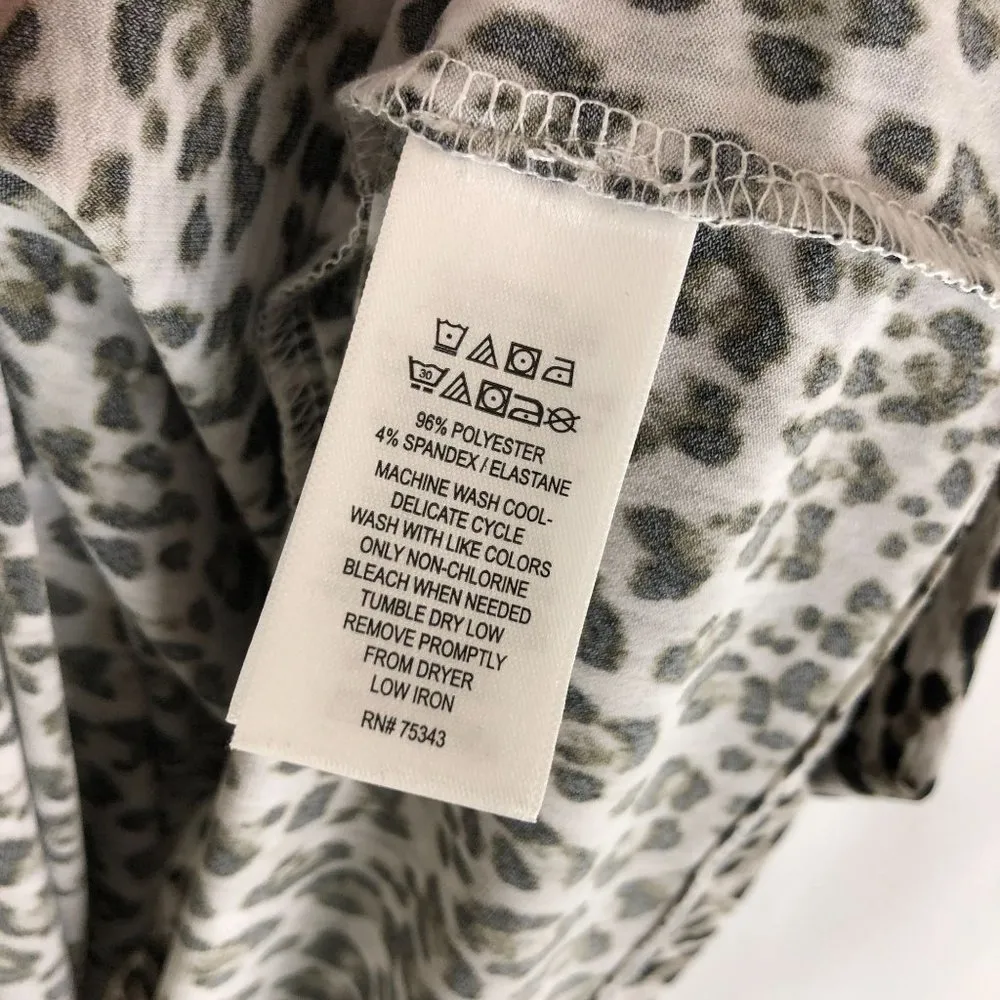 30
96% POLYESTER
4% SPANDEX / ELASTANE
MACHINE WASH COOL-
DELICATE CYCLE
WASH WITH LIKE COLORS
ONLY NON-CHLORINE
BLEACH WHEN NEEDED
TUMBLE DRY LOW
REMOVE PROMPTLY
FROM DRYER
LOW IRON
RN# 75343